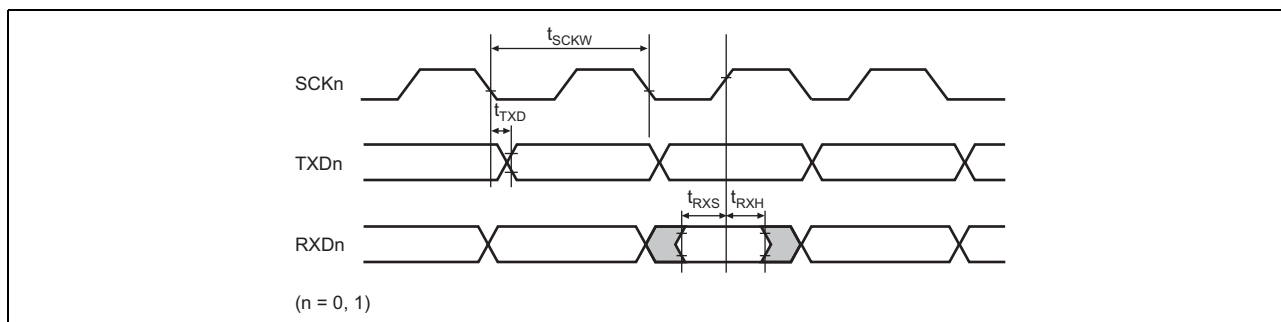 tSCKW
SCKn
tTXD
TXDn
tRXS tRXH
RXDn
(n = 0, 1)